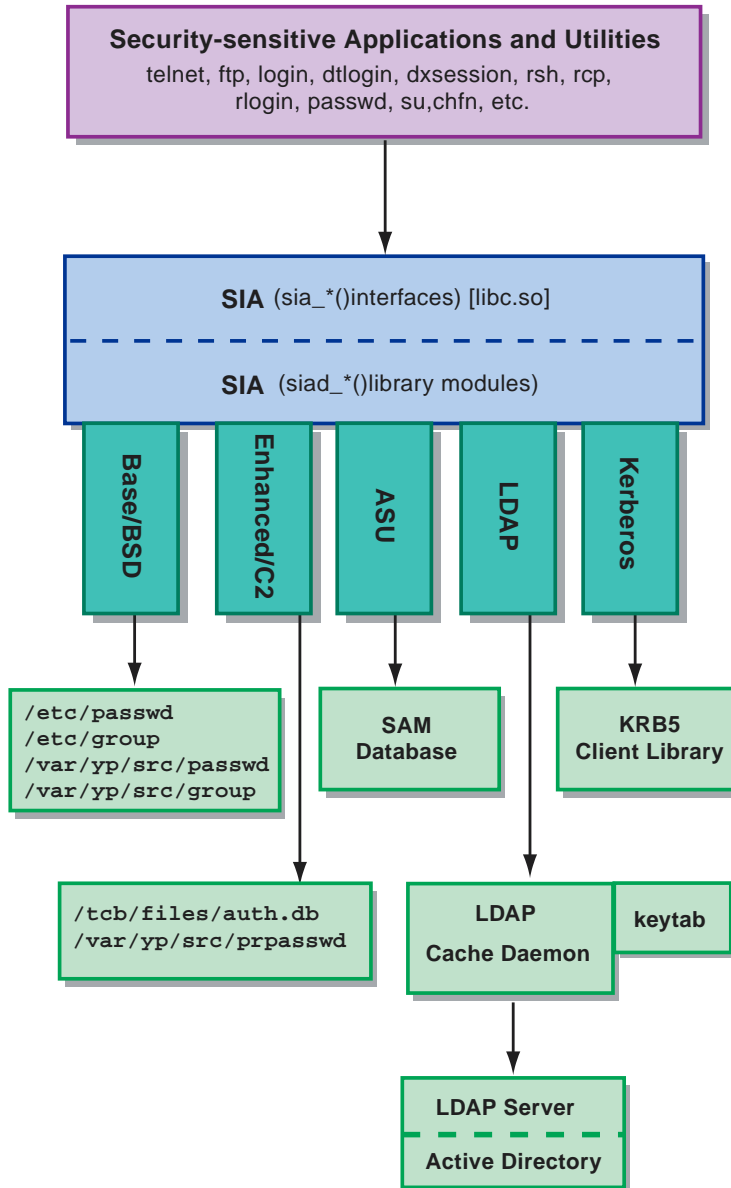 Security-sensitive Applications and Utilities
telnet, ftp, login, dtlogin, dxsession, rsh, rcp,
rlogin, passwd, su,chfn, etc.
SIA (sia_*()interfaces) [libc.so]
SIA (siad_*()library modules)
Base/BSD
Enhanced/C2
ASU
LDAP
Kerberos
/etc/passwd
/etc/group
/var/yp/src/passwd
/var/yp/src/group
SAM
Database
KRB5
Client Library
/tcb/files/auth.db
/var/yp/src/prpasswd
LDAP
Cache Daemon
keytab
LDAP Server
Active Directory